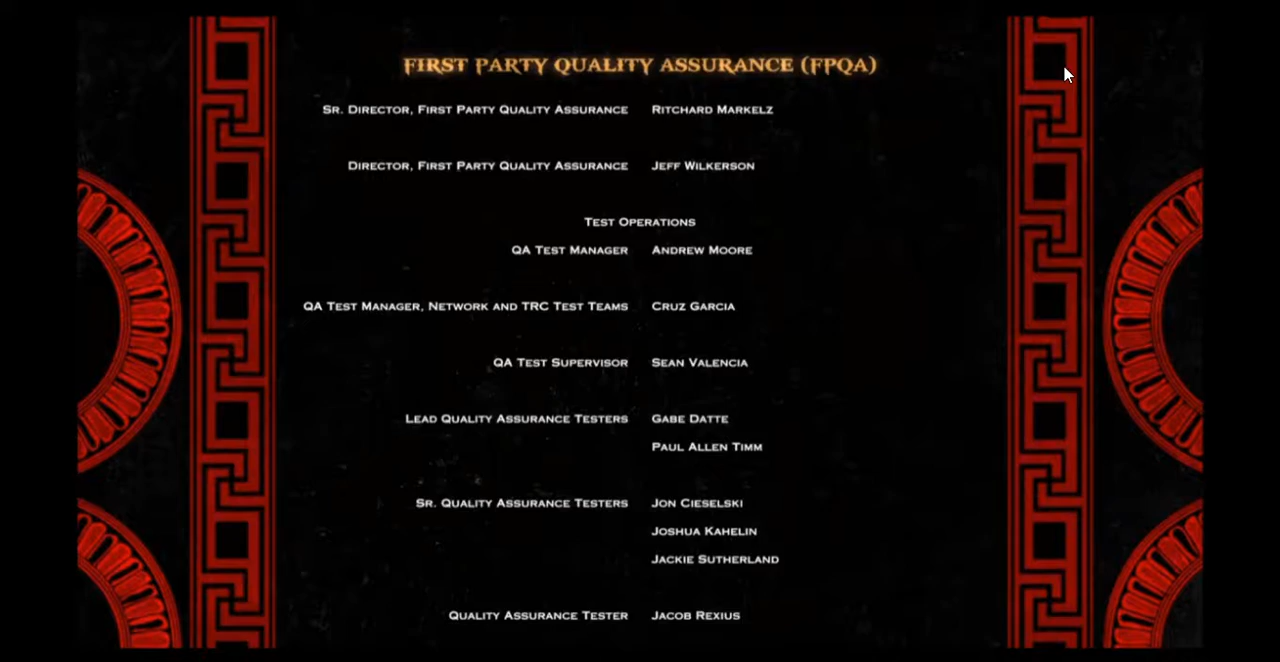 FIRST PARTY QUALITY ASSURANCE (FPQA)
SR. DIRECTOR, FIRST PARTY QUALITY ASSURANCE RITCHARD MARKELZ
DIRECTOR, FIRST PARTY QUALITY ASSURANCE JEFF WILKERSON
TEST OPERATIONS
QA TEST MANAGER ANDREW MOORE
QA TEST MANAGER, NETWORK AND TRC TEST TEAMS CRUZ GARCIA
QA TEST SUPERVISOR SEAN VALENCIA
LEAD QUALITY ASSURANCE TESTERS GABE DATTE
PAUL ALLEN TIMM
SR. QUALITY ASSURANCE TESTERS JON CIESELSKI
JOSHUA KAHELIN
JACKIE SUTHERLAND
QUALITY ASSURANCE TESTER JACOB REXIUS